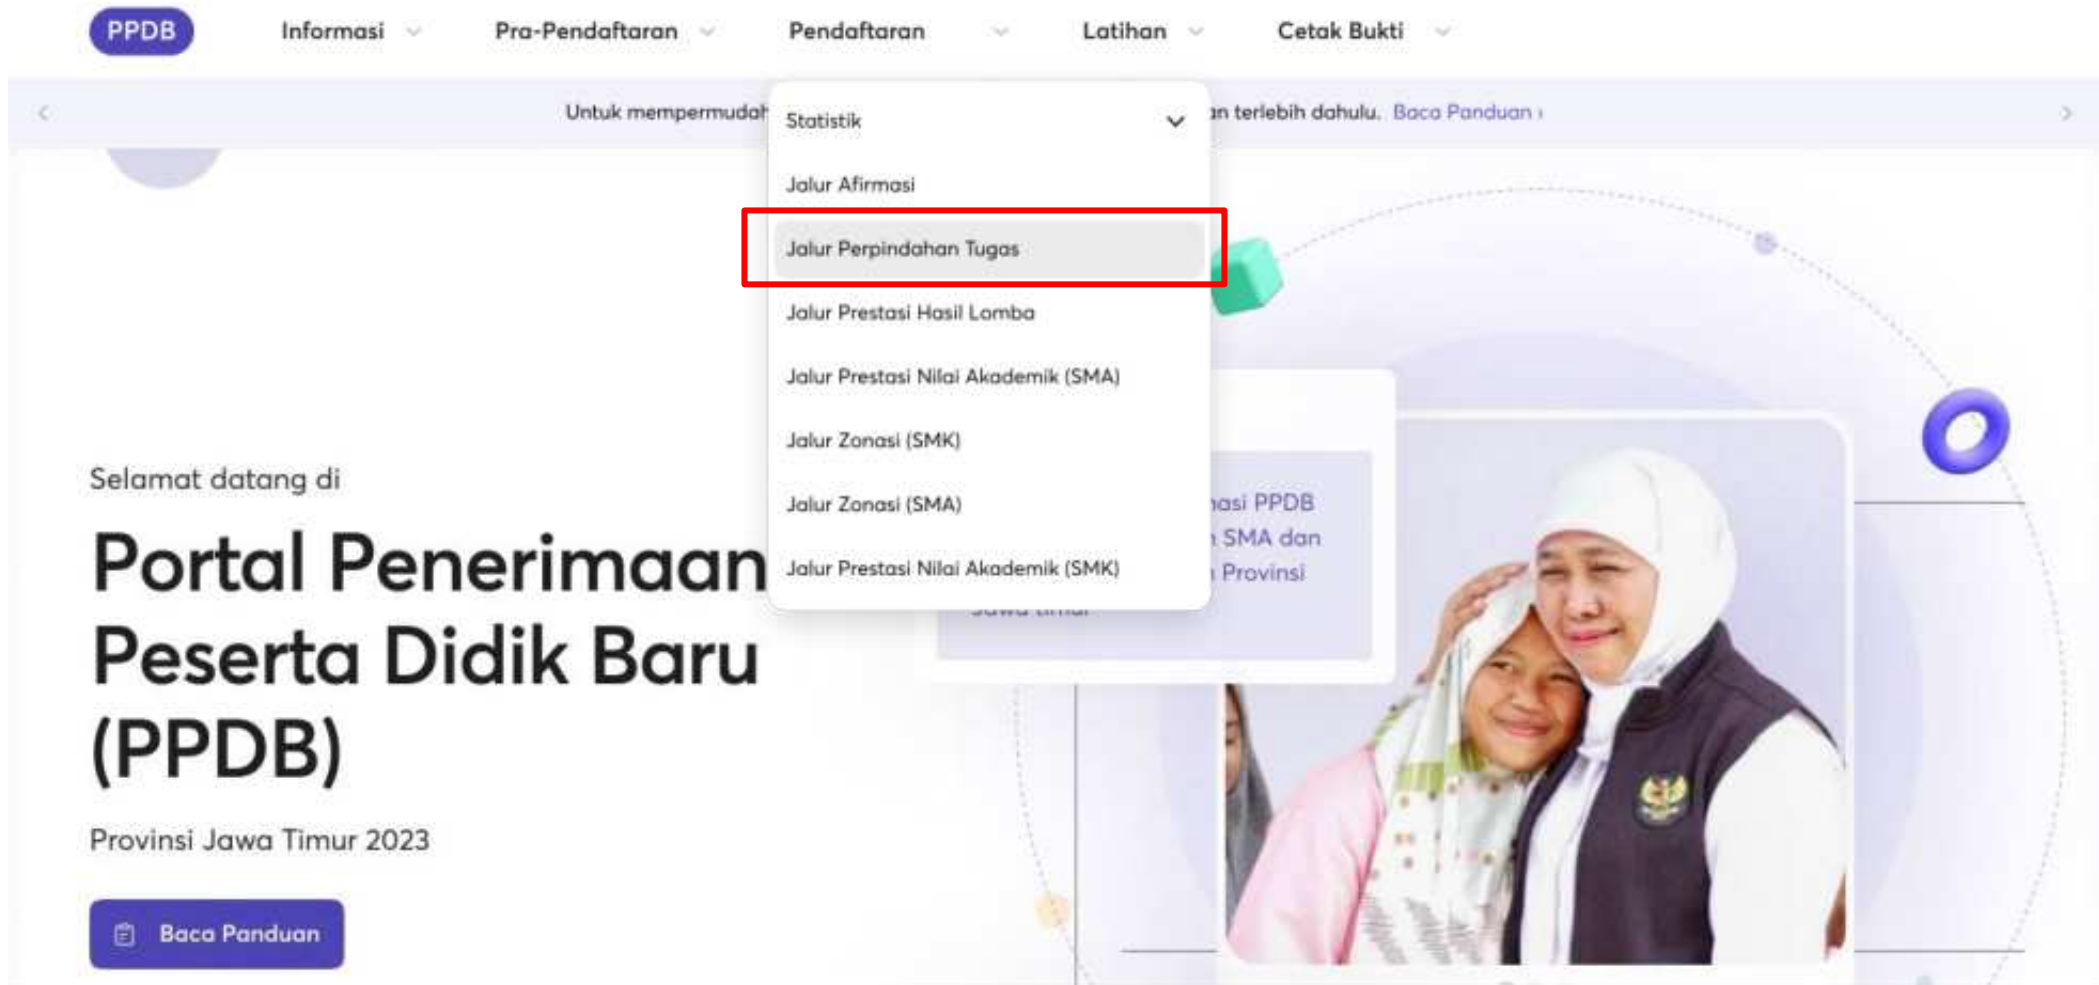 PPDB
Informasi
Pra-Pendaftaran
Pendaftaran
Latihan
Cetak Bukti
Untuk mempermudah
terlebih dahulu. Baca Panduan ›
Statistik
Jalur Afirmasi
Jalur Perpindahan Tugas
Jalur Prestasi Hasil Lomba
Jalur Prestasi Nilai Akademik (SMA)
Jalur Zonasi (SMK)
Jalur Zonasi (SMA)
Jalur Prestasi Nilai Akademik (SMK)
Selamat datang di
Portal Penerimaan
Peserta Didik Baru
(PPDB)
Provinsi Jawa Timur 2023
Baca Panduan
PPDB
SMA dan
Provinsi